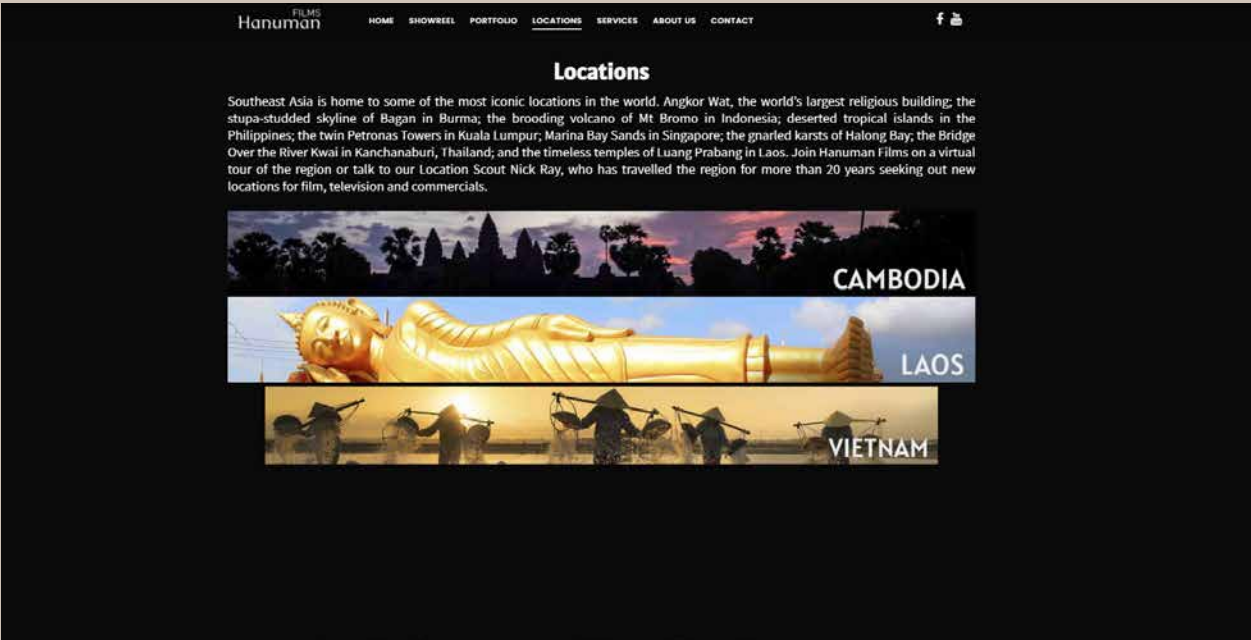 FILMS
Hanuman
HOME SHOWREEL PORTFOLIO LOCATIONS SERVICES ABOUT US CONTACT
Locations
Southeast Asia is home to some of the most iconic locations in the world. Angkor Wat, the world's largest religious building; the
stupa-studded skyline of Bagan in Burma; the brooding volcano of Mt Bromo in Indonesia; deserted tropical islands in the
Philippines; the twin Petronas Towers in Kuala Lumpur; Marina Bay Sands in Singapore; the gnarled karsts of Halong Bay; the Bridge
Over the River Kwai in Kanchanaburi, Thailand; and the timeless temples of Luang Prabang in Laos. Join Hanuman Films on a virtual
tour of the region or talk to our Location Scout Nick Ray, who has travelled the region for more than 20 years seeking out new
locations for film, television and commercials.
CAMBODIA
LAOS
VIETNAM